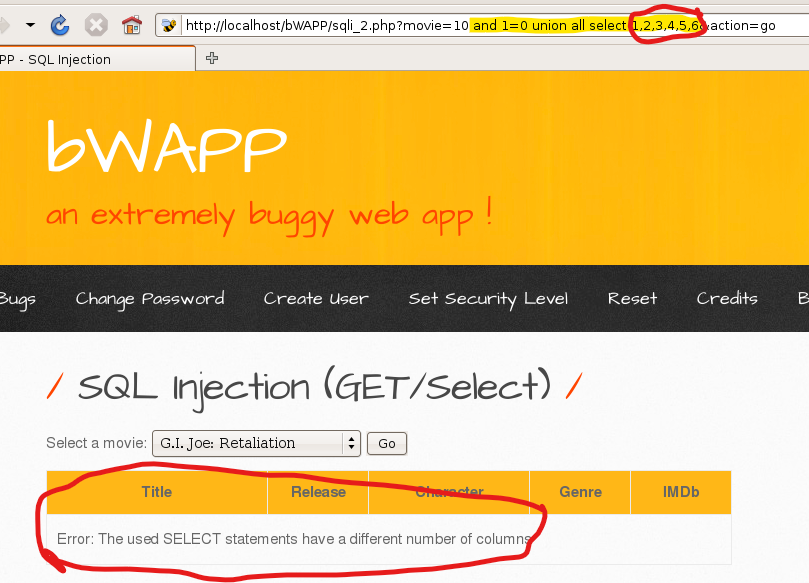 http://localhost/bWAPP/sqli_2.php?movie=10 and 1=0 union all select 1,2,3,4,5,6&action=go
PP - SQL Injection
bWAPP
an extremely buggy web app !
Bugs Change Password Create User Set Security Level Reset Credits B
/ SQL Injection (GET/Select) /
Select a movie: G.I. Joe: Retaliation Go
Title Release Character Genre IMDb
Error: The used SELECT statements have a different number of columns